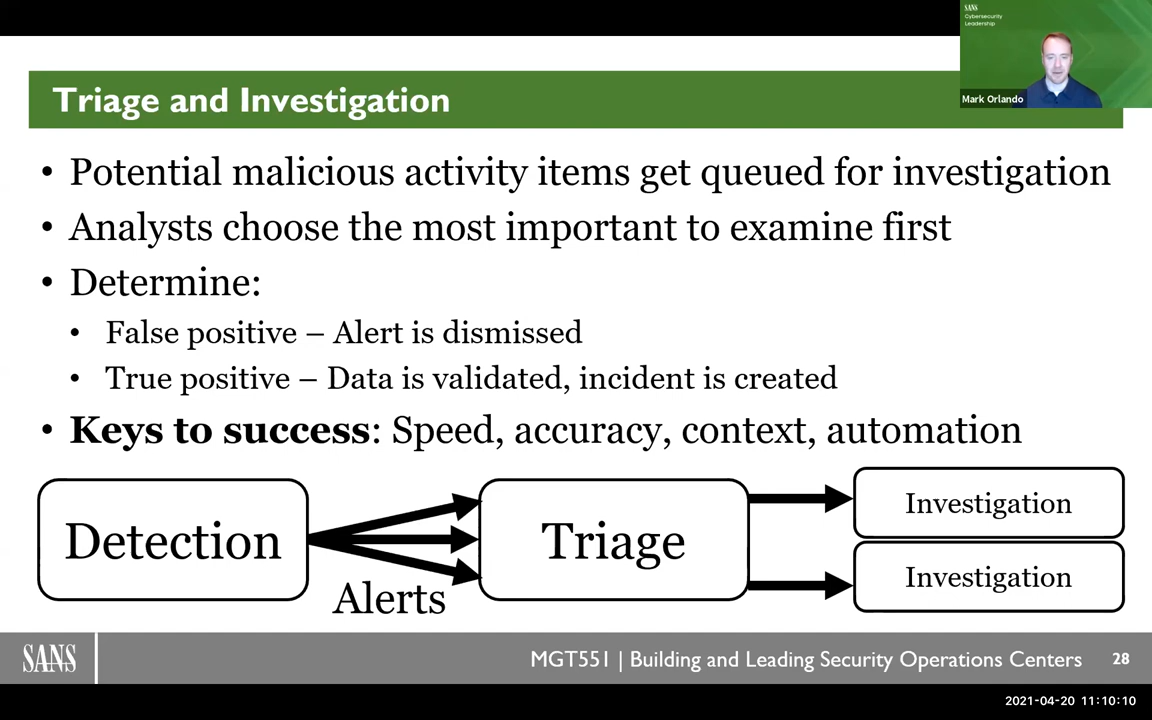 SANS
Cybersecurity
Leadership
Mark Orlando
Triage and Investigation
• Potential malicious activity items get queued for investigation
• Analysts choose the most important to examine first
• Determine:
• False positive – Alert is dismissed
• True positive – Data is validated, incident is created
• Keys to success: Speed, accuracy, context, automation
Detection
Alerts
Triage
Investigation
Investigation
SANS
MGT551 | Building and Leading Security Operations Centers
28
2021-04-20 11:10:10